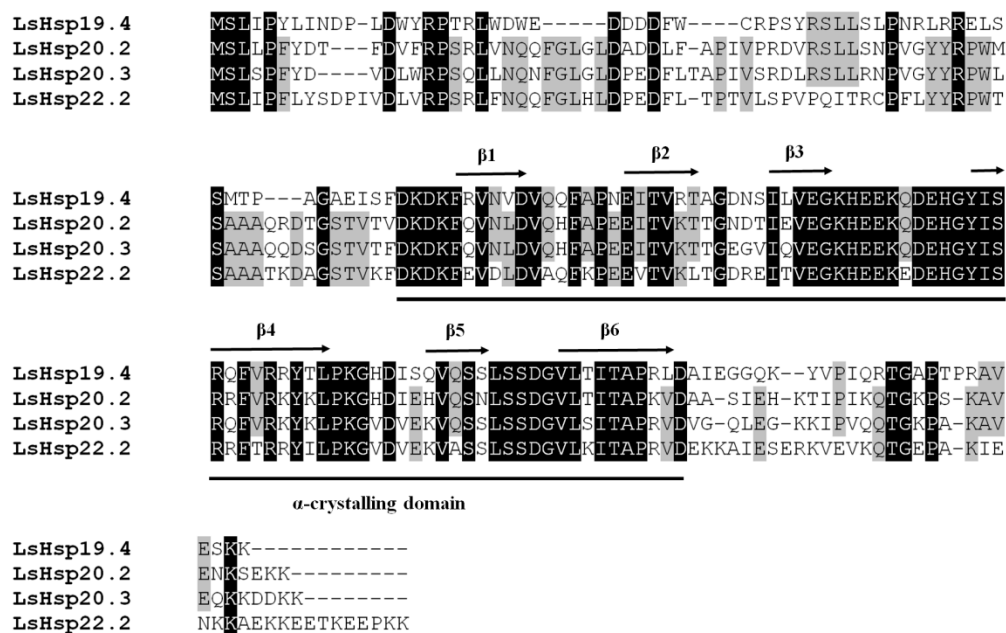 LsHsp19.4 MSLIPYLINDP-LDWYRPTRLWDWE-----DDDDFW----CRPSYRSLLSLPNRLRRELS
LsHsp20.2 MSLLPFYDT---FDVFRPSRLVNQQFGLGLDADDLF-APIVPRDVRSLLSNPVGYYRPWM
LsHsp20.3 MSLSPFYD----VDLWRPSQLLNQNFGLGLDPEDFLTAPIVSRDLRSLLRNPVGYYRPWL
LsHsp22.2 MSLIPFLYSDPIVDLVRPSRLFNQQFGLHLDPEDFL-TPTVLSPVPQITRCPFLYYRPWT
β1 β2 β3
LsHsp19.4 SMTP---AGAEISFDKDKFRVNVDVQQFAPNEITVRTAGDNSILVEGKHEEKQDEHGYIS
LsHsp20.2 SAAAQRDTGSTVTVDKDKFQVNLDVQHFAPEEITVKTTGNDTIEVEGKHEEKQDEHGYIS
LsHsp20.3 SAAAQQDSGSTVTFDKDKFQVNLDVQHFAPEEITVKTTGEGVIQVEGKHEEKQDEHGYIS
LsHsp22.2 SAAATKDAGSTVKFDKDKFEVDLDVAQFKPEEVTVKLTGDREITVEGKHEEKEDEHGYIS
β4 β5 β6
LsHsp19.4 RQFVRRYTLPKGHDISQVQSSLSSDGVLTITAPRLDAIEGGQK--YVPIQRTGAPTPRAV
LsHsp20.2 RRFVRKYKLPKGHDIEHVQSNLSSDGVLTITAPKVDAA-SIEH-KTIPIKQTGKPS-KAV
LsHsp20.3 RQFVRKYKLPKGVDVEKVQSSLSSDGVLSITAPRVDVG-QLEG-KKIPVQQTGKPA-KAV
LsHsp22.2 RRFTRRYILPKGVDVEKVASSLSSDGVLKITAPRVDEKKAIESERKVEVKQTGEPA-KIE
α-crystalling domain
LsHsp19.4 ESKK------------
LsHsp20.2 ENKSEKK---------
LsHsp20.3 EQKKDDKK--------
LsHsp22.2 NKKAEKKEETKEEPKK